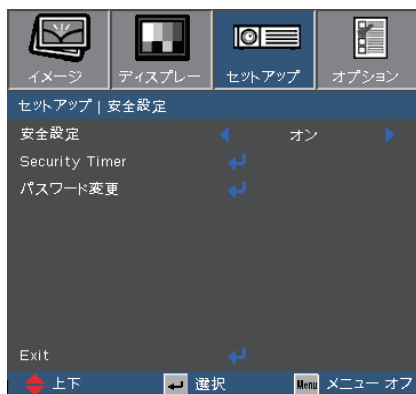 イメージ ディスプレー セットアップ オプション
セットアップ | 安全設定
安全設定 オン
Security Timer
パスワード変更
Exit
上下 選択 Menu メニュー オフ